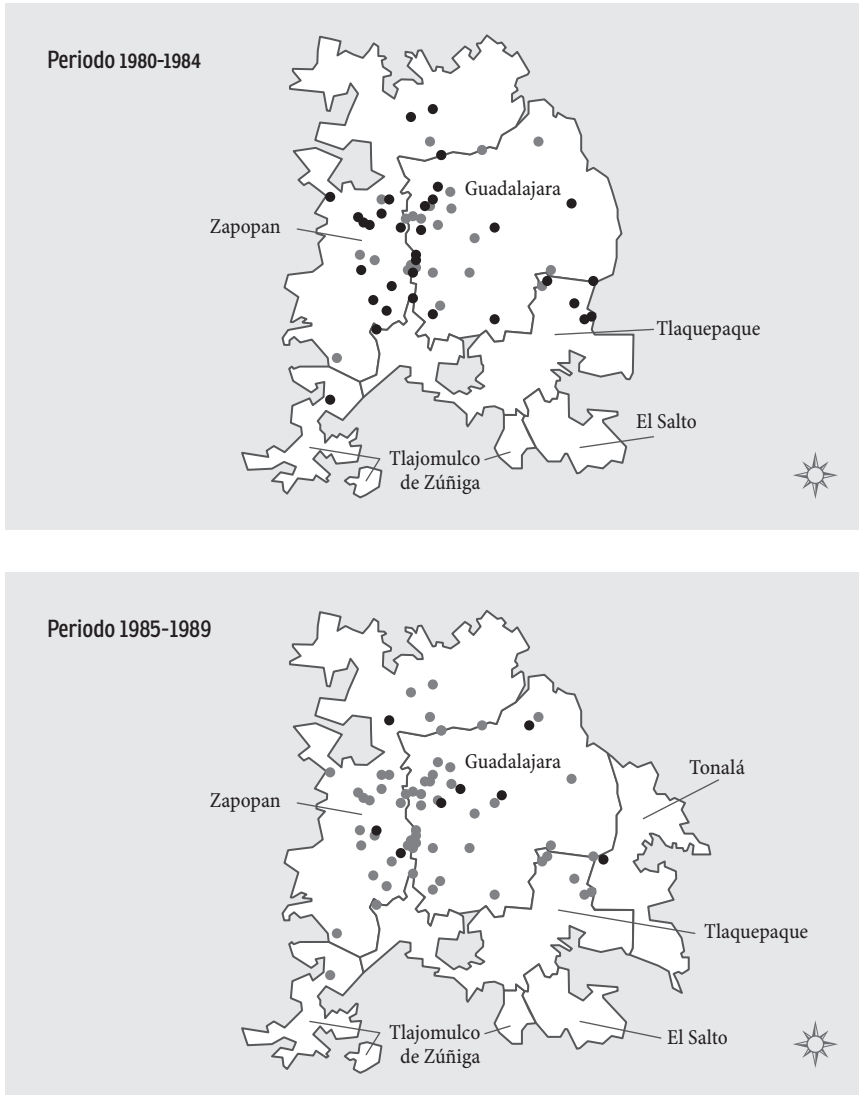 Periodo 1980-1984
Guadalajara
Zapopan
Tlaquepaque
El Salto
Tlajomulco
de Zúñiga
Periodo 1985-1989
Guadalajara
Tonalá
Zapopan
Tlaquepaque
Tlajomulco
de Zúñiga
El Salto